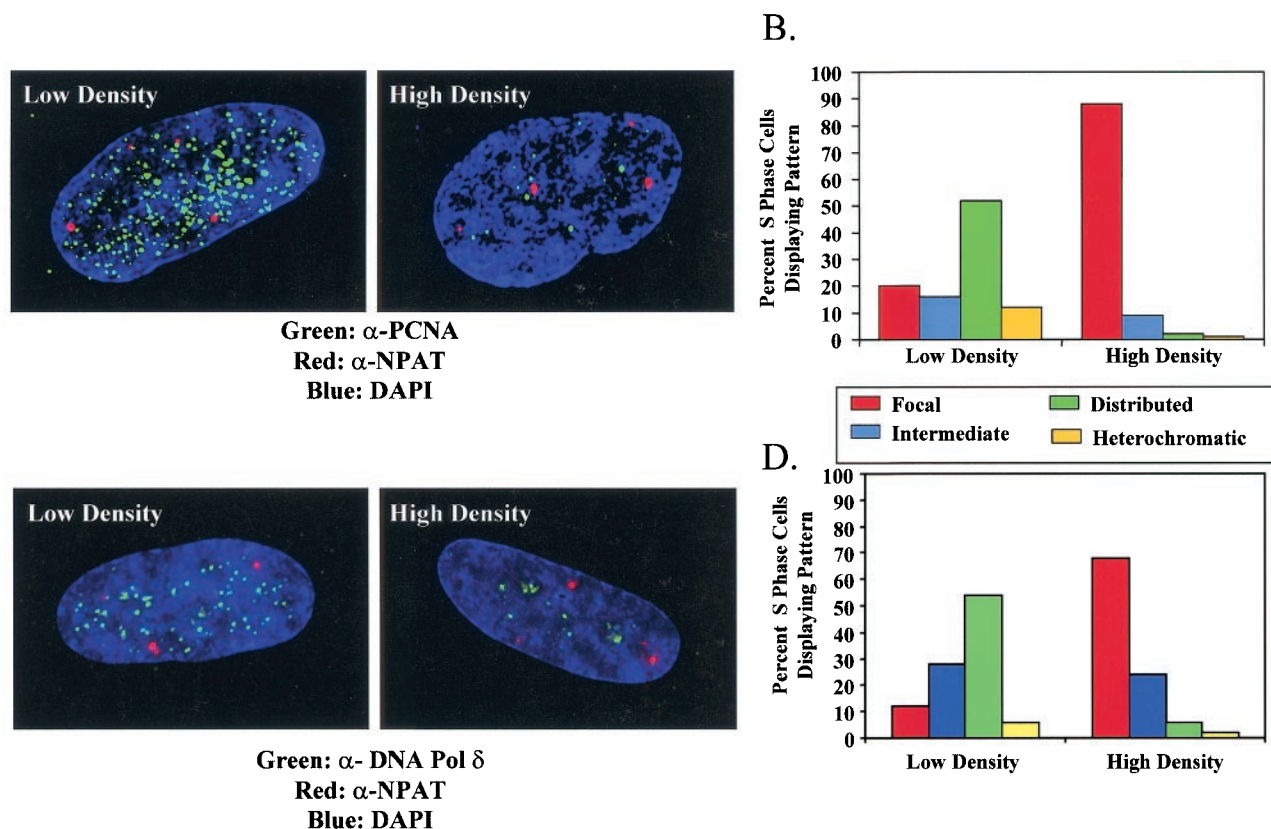 B.
Low Density
High Density
Green: α-PCNA
Red: α-NPAT
Blue: DAPI
Percent S Phase Cells
Displaying Pattern
100
90
80
70
60
50
40
30
20
10
0
Low Density
High Density
Focal
Distributed
Intermediate
Heterochromatic
D.
Low Density
High Density
Green: α- DNA Pol δ
Red: α-NPAT
Blue: DAPI
Percent S Phase Cells
Displaying Pattern
100
90
80
70
60
50
40
30
20
10
0
Low Density
High Density